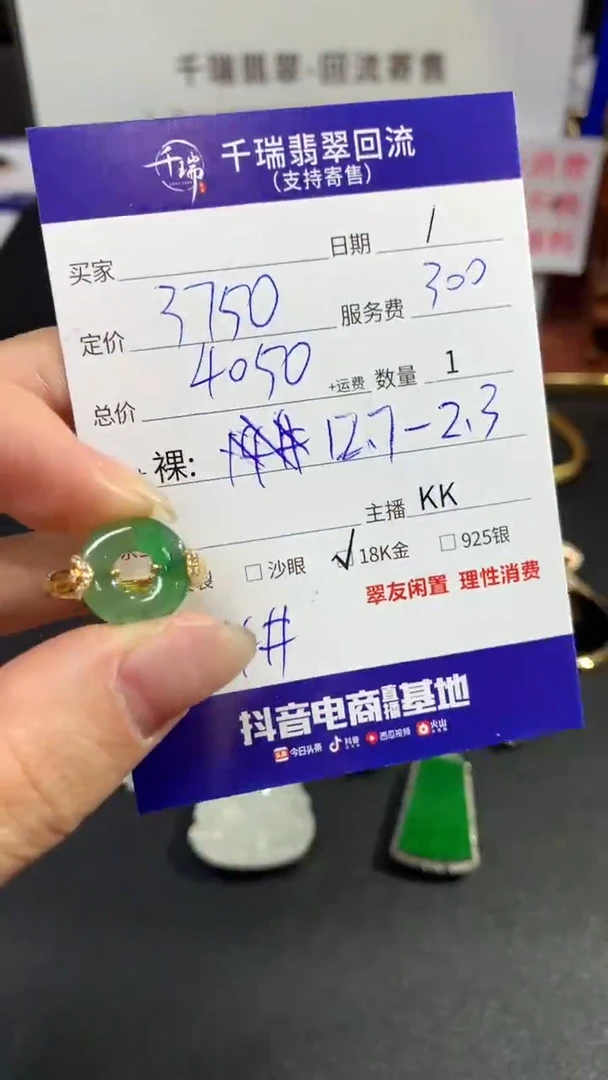 千瑞翡翠·回流寄售
千瑞
千瑞翡翠回流
(支持寄售)
买家 日期 /
定价 3750 服务费 300
总价 4050 +运费 数量 1
裸: 12.7-2.3
主播 KK
沙眼 18K金 925银
翠友闲置 理性消费
#
抖音电商直播基地
头条 今日头条 抖音 西瓜视频 火山